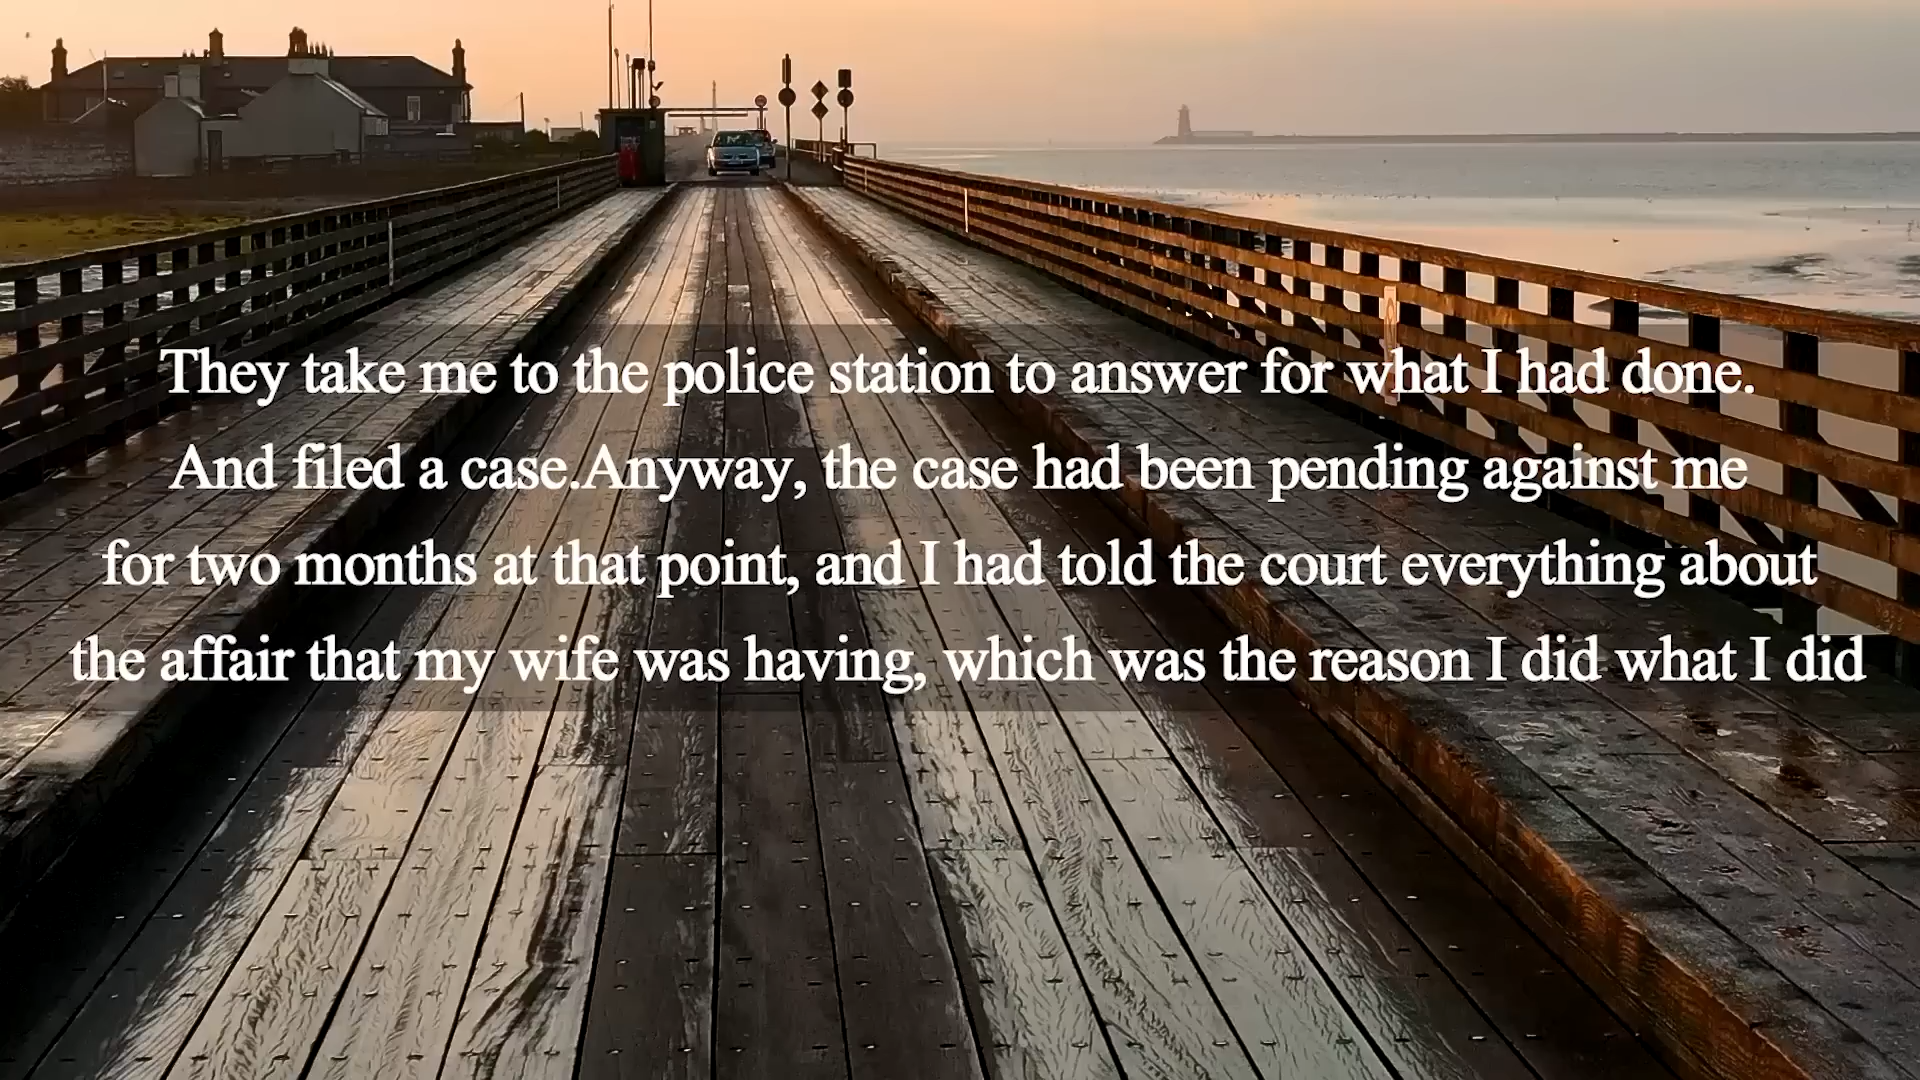 They take me to the police station to answer for what I had done.
And filed a case.Anyway, the case had been pending against me
for two months at that point, and I had told the court everything about
the affair that my wife was having, which was the reason I did what I did